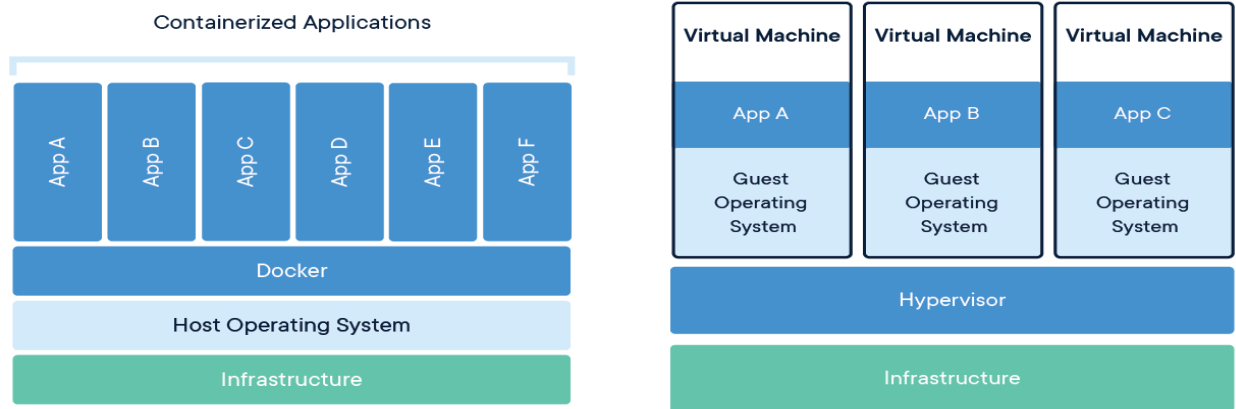 Containerized Applications
App A
App B
App C
App D
App E
App F
Docker
Host Operating System
Infrastructure
Virtual Machine
App A
Guest
Operating
System
Virtual Machine
App B
Guest
Operating
System
Virtual Machine
App C
Guest
Operating
System
Hypervisor
Infrastructure